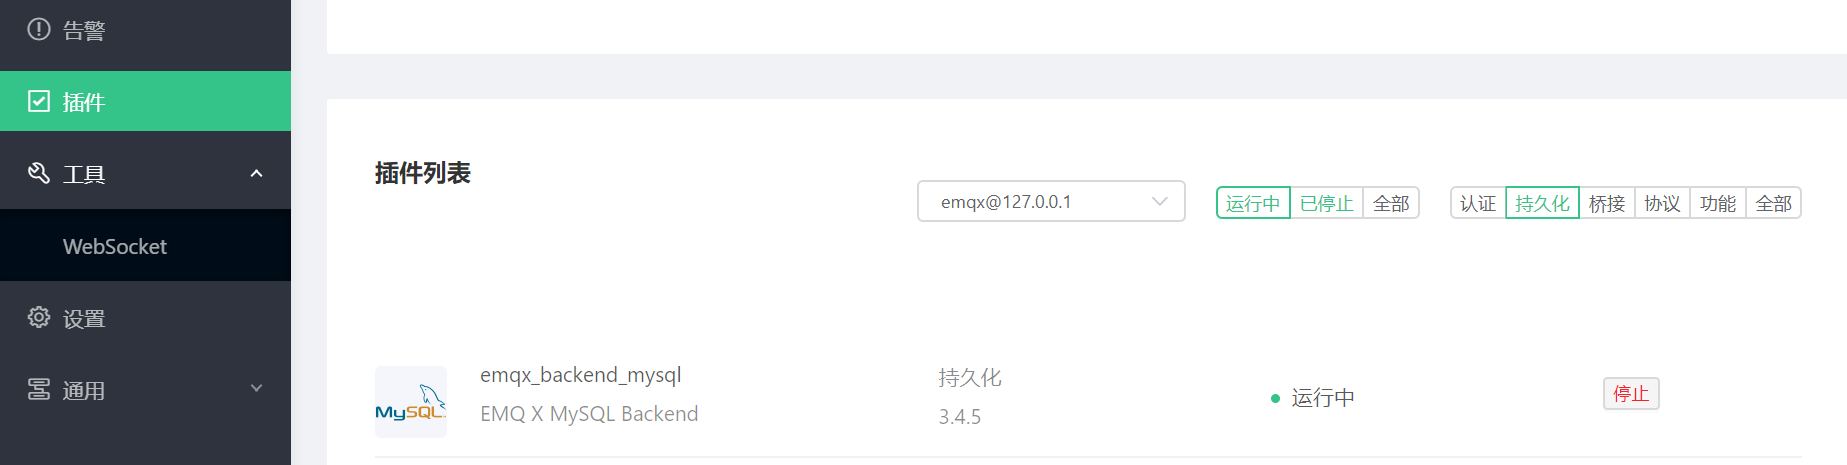 告警
插件
工具
WebSocket
设置
通用
插件列表
emqx@127.0.0.1
运行中 已停止 全部
认证 持久化 桥接 协议 功能 全部
MySQL
emqx_backend_mysql
EMQ X MySQL Backend
持久化
3.4.5
运行中
停止